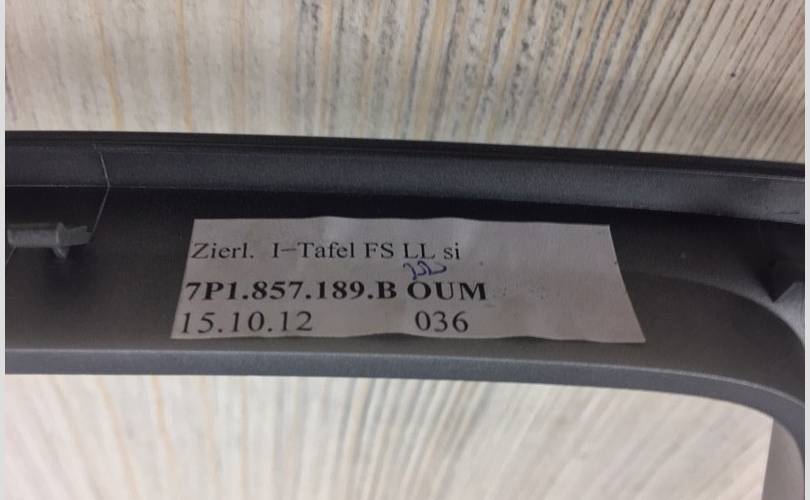 Zierl. I-Tafel FS LL si
7P1.857.189.B OUM
15.10.12 036